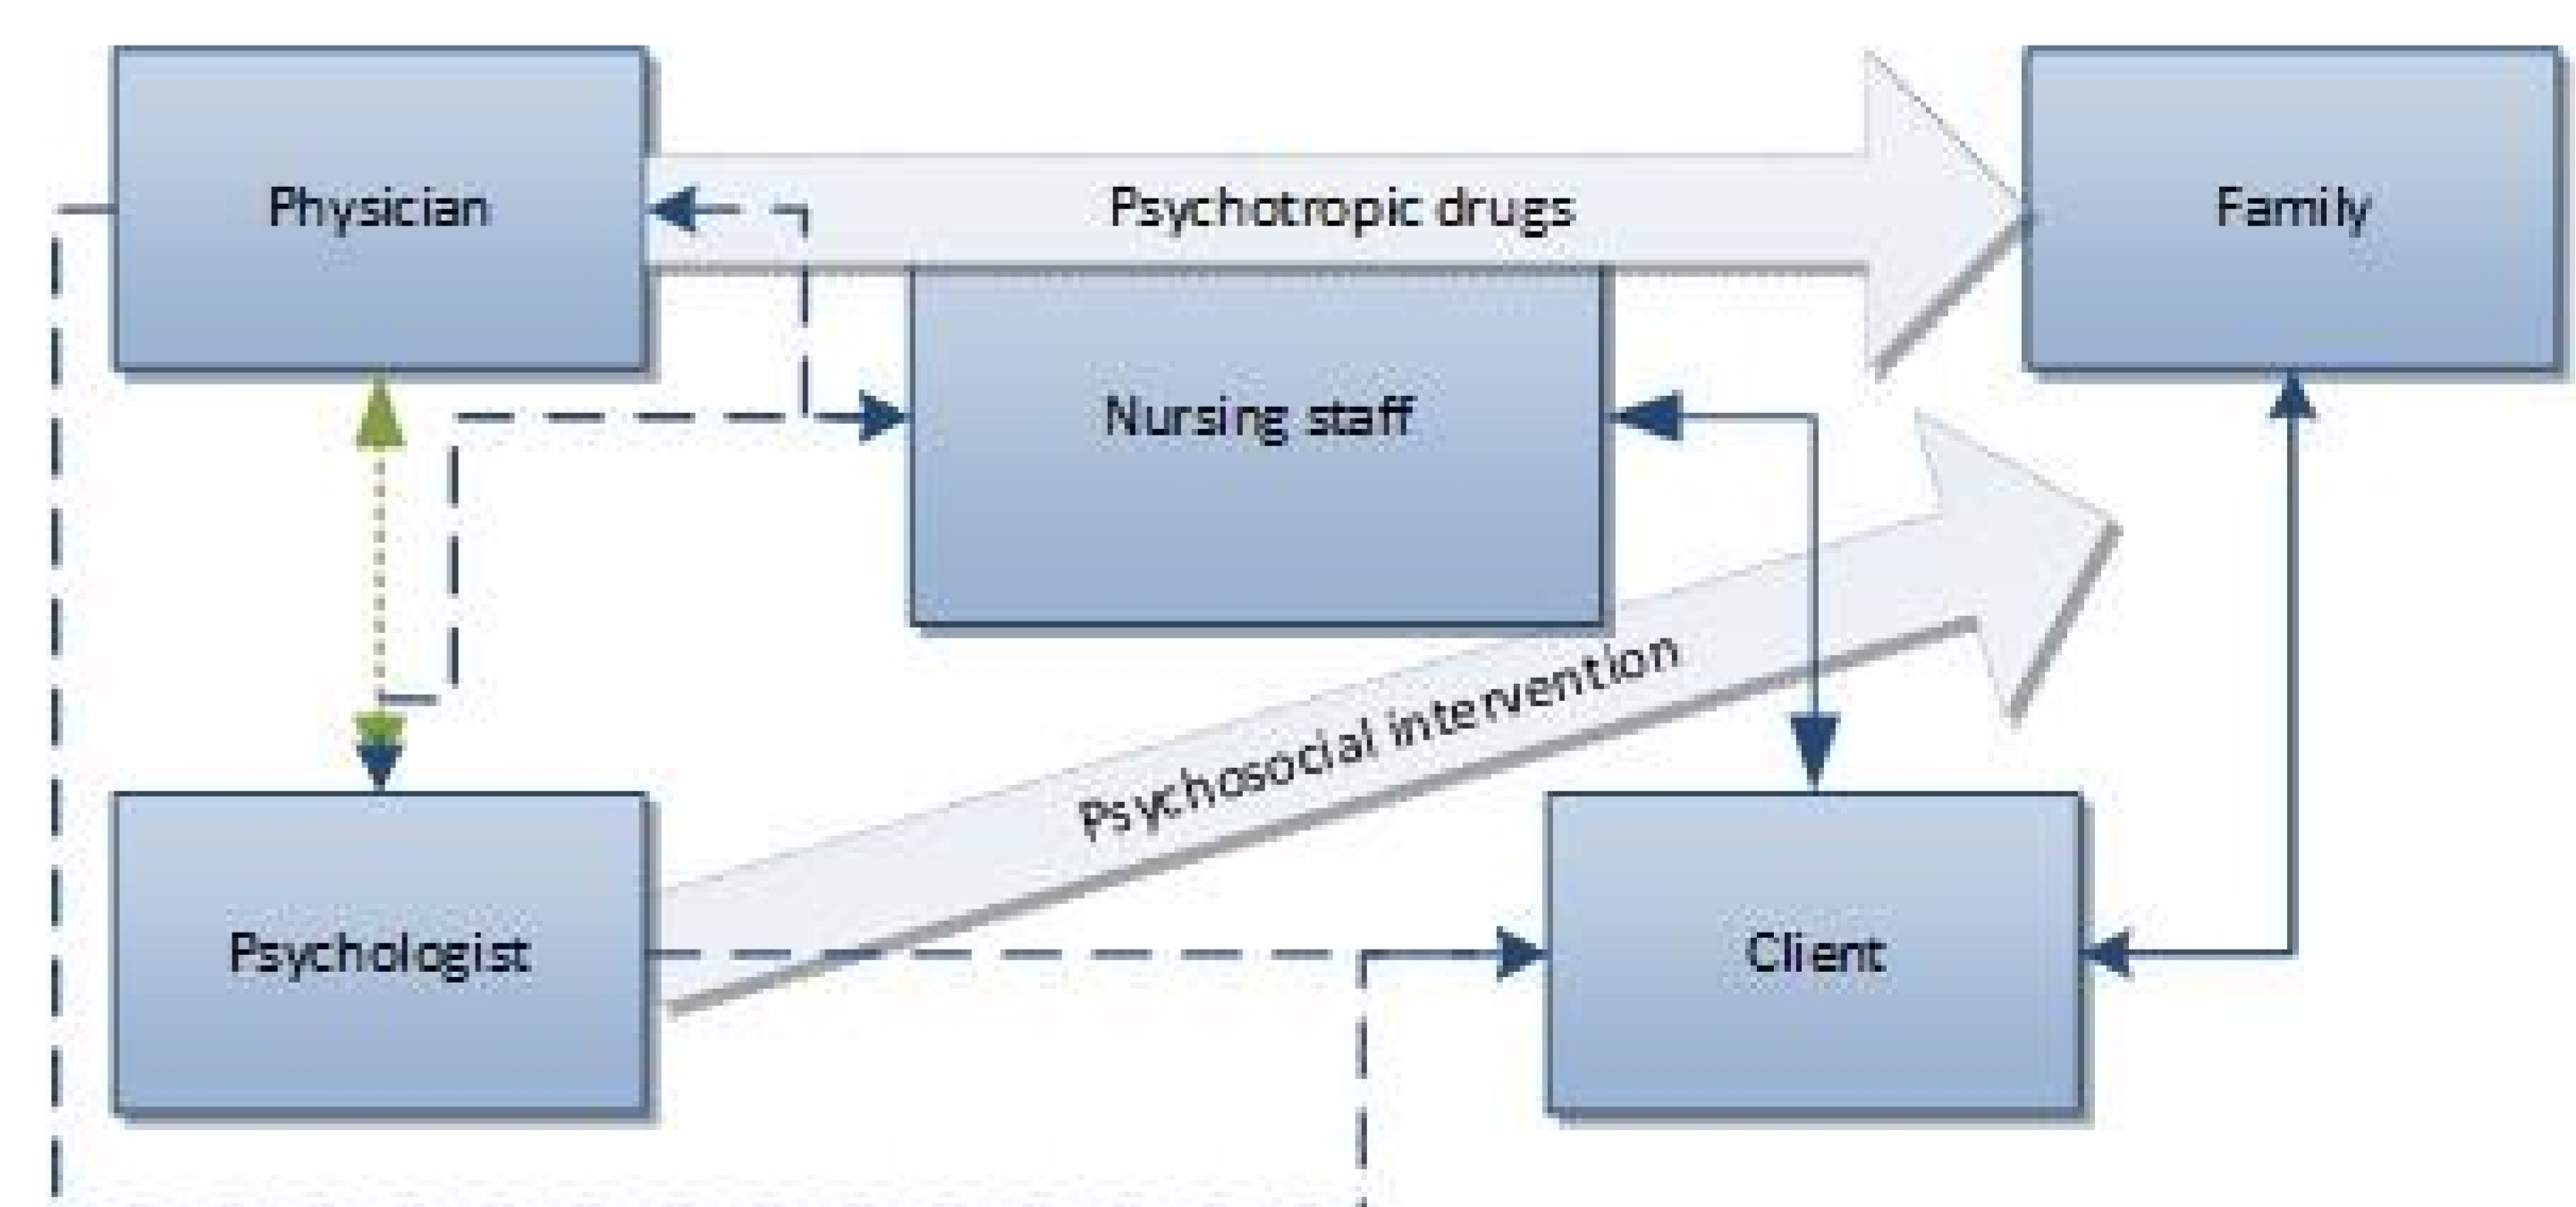 Physician
Psychotropic drugs
Family
Nursing staff
Psychosocial intervention
Psychologist
Client